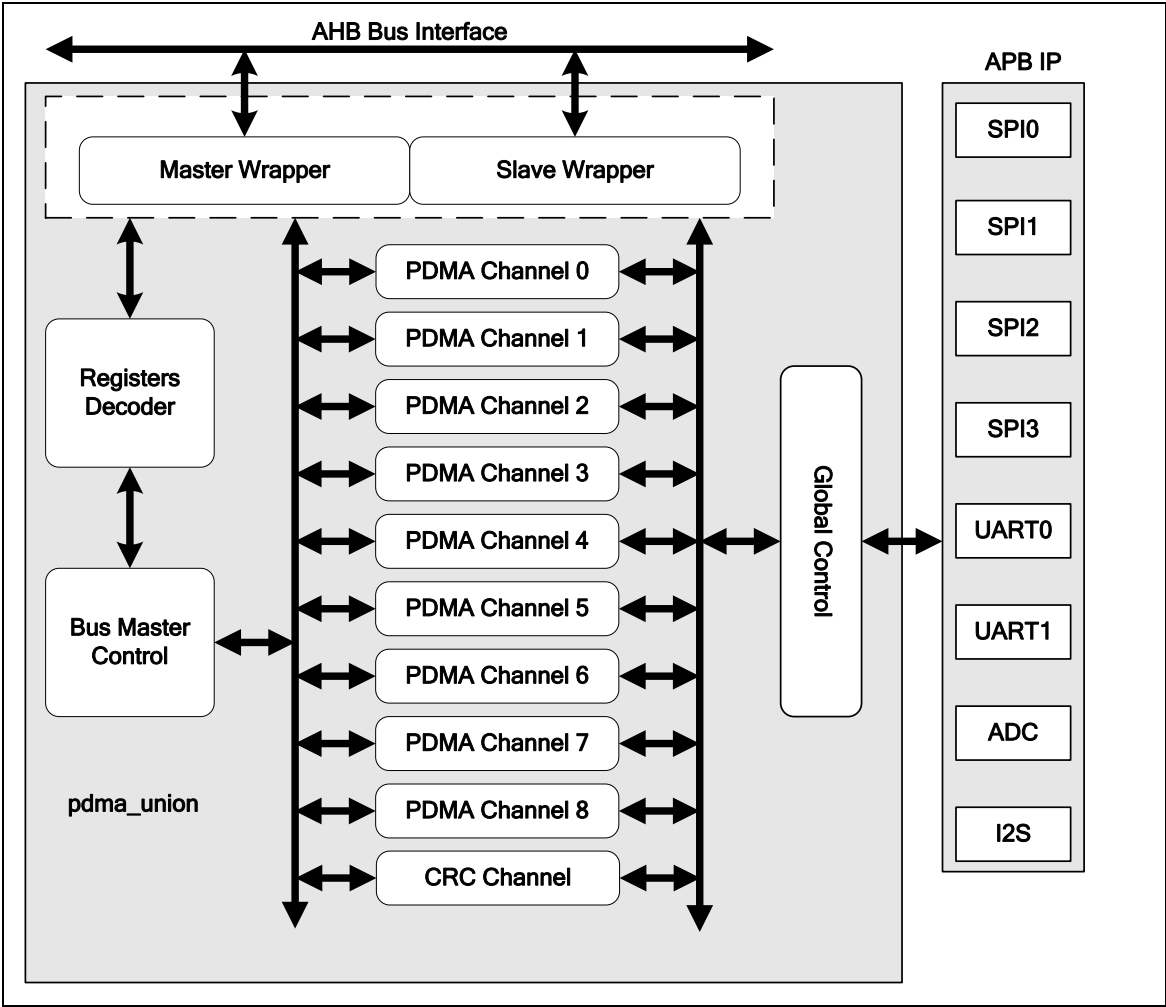 AHB Bus Interface
APB IP
Master Wrapper
Slave Wrapper
Registers
Decoder
Bus Master
Control
pdma_union
PDMA Channel 0
PDMA Channel 1
PDMA Channel 2
PDMA Channel 3
PDMA Channel 4
PDMA Channel 5
PDMA Channel 6
PDMA Channel 7
PDMA Channel 8
CRC Channel
Global Control
SPI0
SPI1
SPI2
SPI3
UART0
UART1
ADC
I2S